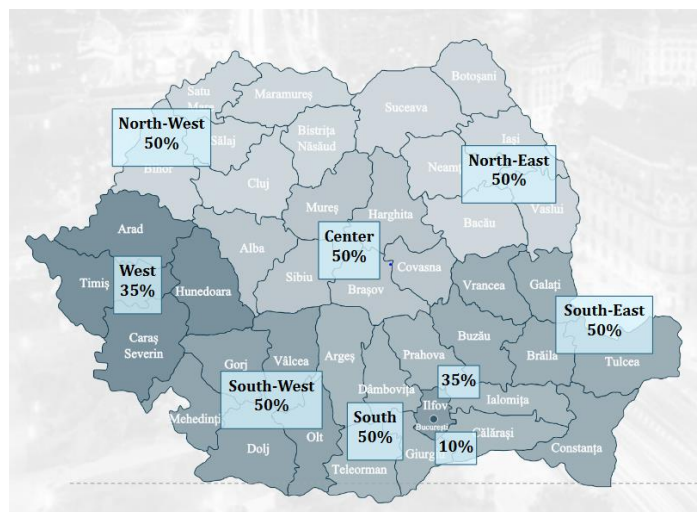 Botoșani
Satu
Mare
Maramureș
Suceava
North-West
50%
Sălaj
Bistrița
Năsăud
Iași
North-East
50%
Neamț
Bihor
Cluj
Mureș
Harghita
Bacău
Vaslui
Arad
Alba
Center
50%
West
35%
Timiș
Hunedoara
Sibiu
Covasna
Brașov
Vrancea
Galați
South-East
50%
Caraș
Severin
Gorj
Vâlcea
Argeș
Prahova
Buzău
Brăila
Tulcea
South-West
50%
Dâmbovița
35%
Ilfov
Ialomița
Mehedinți
South
50%
București
Călărași
Olt
Dolj
Giurgiu
10%
Constanța
Teleorman